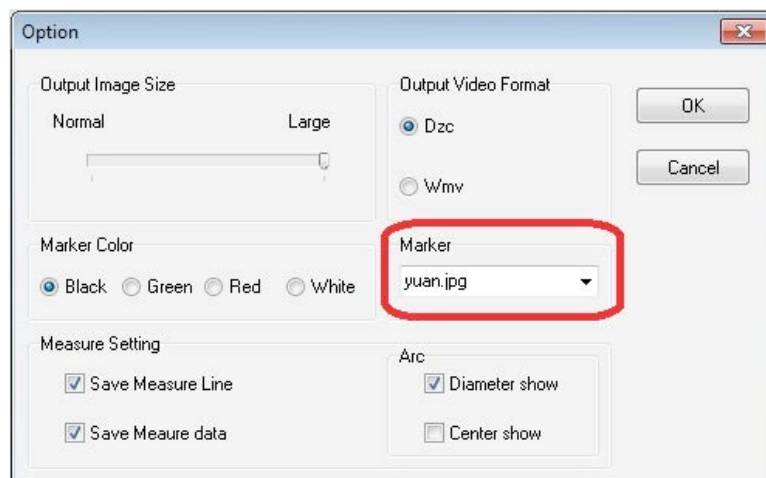 Option
Output Image Size
Normal Large
Output Video Format
Dzc
Wmv
OK
Cancel
Marker Color
Black Green Red White
Marker
yuan.jpg
Measure Setting
Save Measure Line
Save Meaure data
Arc
Diameter show
Center show